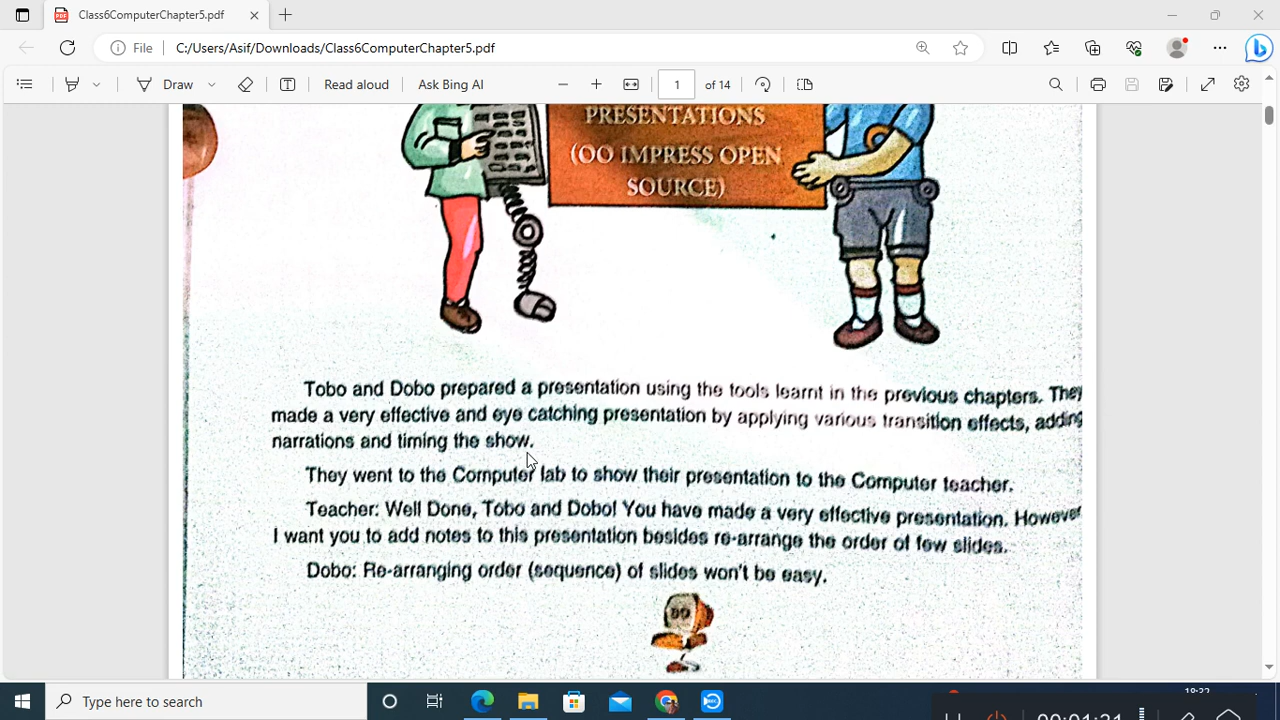 Class6ComputerChapter5.pdf
File C:/Users/Asif/Downloads/Class6ComputerChapter5.pdf
Draw Read aloud Ask Bing AI 1 of 14
PRESENTATIONS
(OO IMPRESS OPEN
SOURCE)
Tobo and Dobo prepared a presentation using the tools learnt in the previous chapters. They
made a very effective and eye catching presentation by applying various transition effects, adding
narrations and timing the show.
They went to the Computer lab to show their presentation to the Computer teacher.
Teacher: Well Done, Tobo and Dobo! You have made a very effective presentation. However
I want you to add notes to this presentation besides re-arrange the order of few slides.
Dobo: Re-arranging order (sequence) of slides won't be easy.
Type here to search